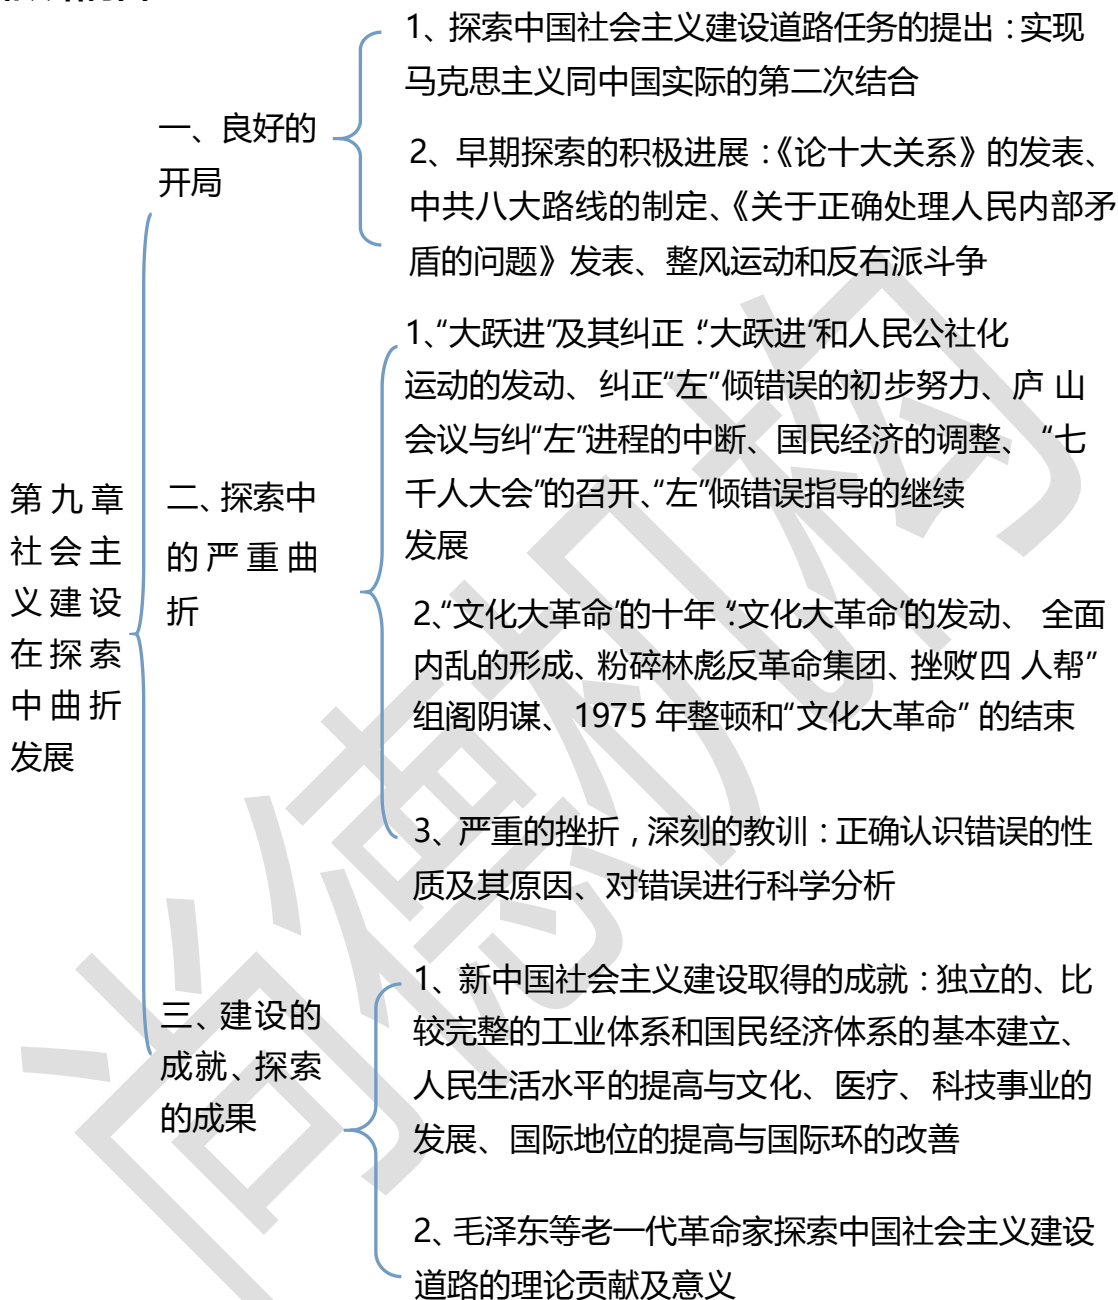 第九章
社会主
义建设
在探索
中曲折
发展
一、良好的
开局
1、探索中国社会主义建设道路任务的提出：实现
马克思主义同中国实际的第二次结合
2、早期探索的积极进展：《论十大关系》的发表、
中共八大路线的制定、《关于正确处理人民内部矛
盾的问题》发表、整风运动和反右派斗争
二、探索中
的严重曲
折
1、“大跃进”及其纠正：“大跃进”和人民公社化
运动的发动、纠正“左”倾错误的初步努力、庐 山
会议与纠“左”进程的中断、国民经济的调整、“七
千人大会”的召开、“左”倾错误指导的继续
发展
2、“文化大革命”的十年：“文化大革命”的发动、 全面
内乱的形成、粉碎林彪反革命集团、挫败“四 人帮”
组阁阴谋、1975 年整顿和“文化大革命” 的结束
3、严重的挫折，深刻的教训：正确认识错误的性
质及其原因、对错误进行科学分析
三、建设的
成就、探索
的成果
1、新中国社会主义建设取得的成就：独立的、比
较完整的工业体系和国民经济体系的基本建立、
人民生活水平的提高与文化、医疗、科技事业的
发展、国际地位的提高与国际环的改善
2、毛泽东等老一代革命家探索中国社会主义建设
道路的理论贡献及意义
尚德机构